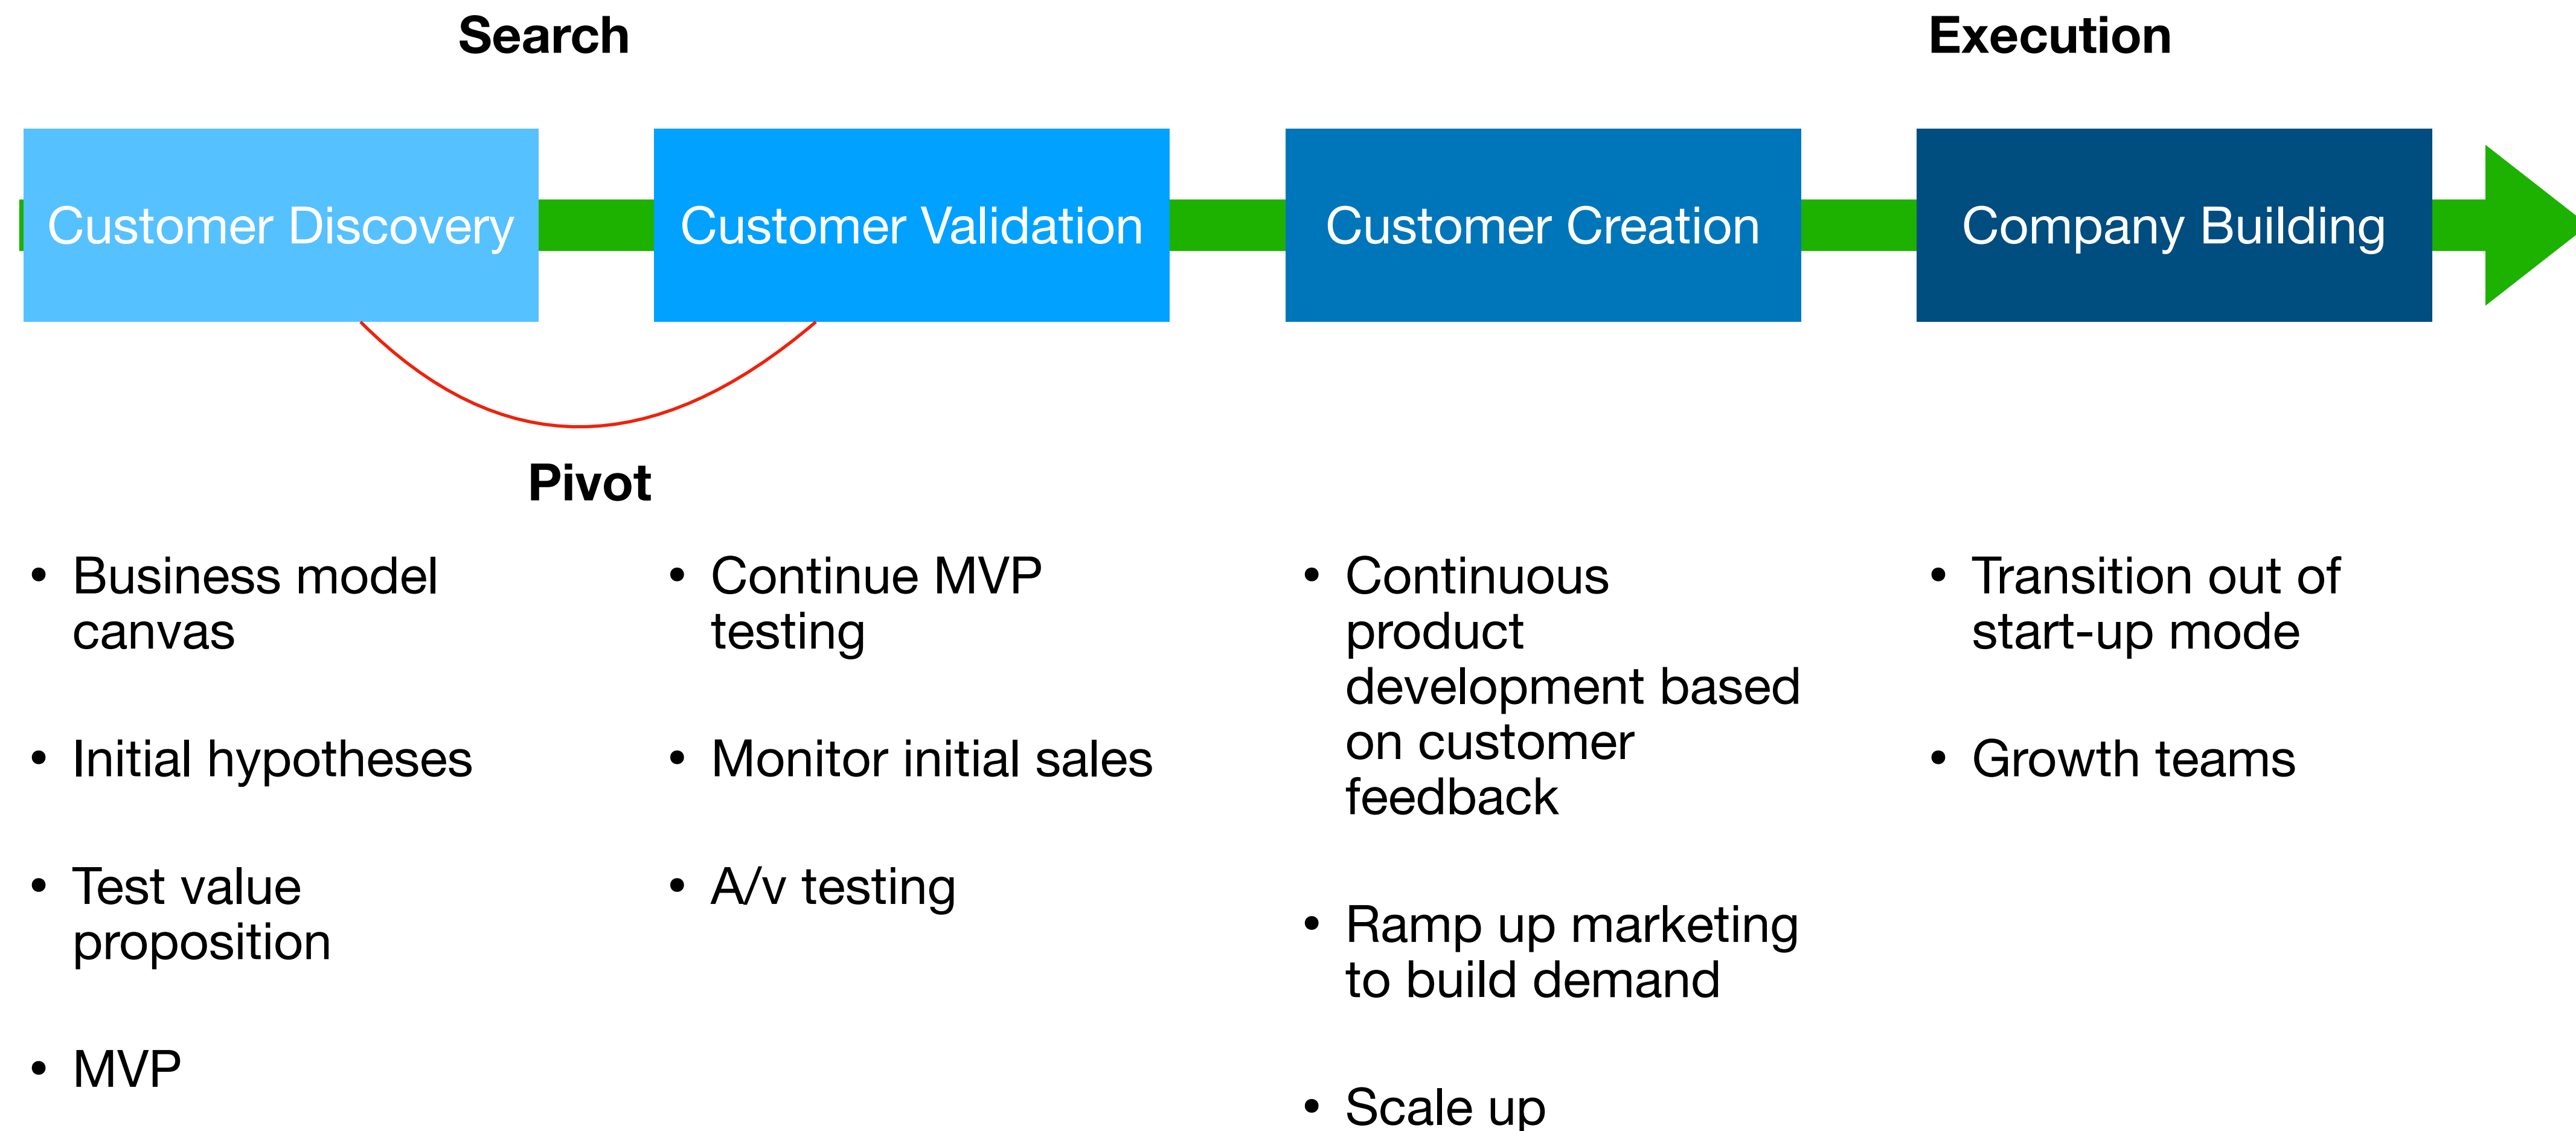 Search
Execution
Customer Discovery
Customer Validation
Customer Creation
Company Building
Pivot
• Business model
canvas
• Initial hypotheses
• Test value
proposition
• MVP
• Continue MVP
testing
• Monitor initial sales
• A/v testing
• Continuous
product
development based
on customer
feedback
• Ramp up marketing
to build demand
• Scale up
• Transition out of
start-up mode
• Growth teams